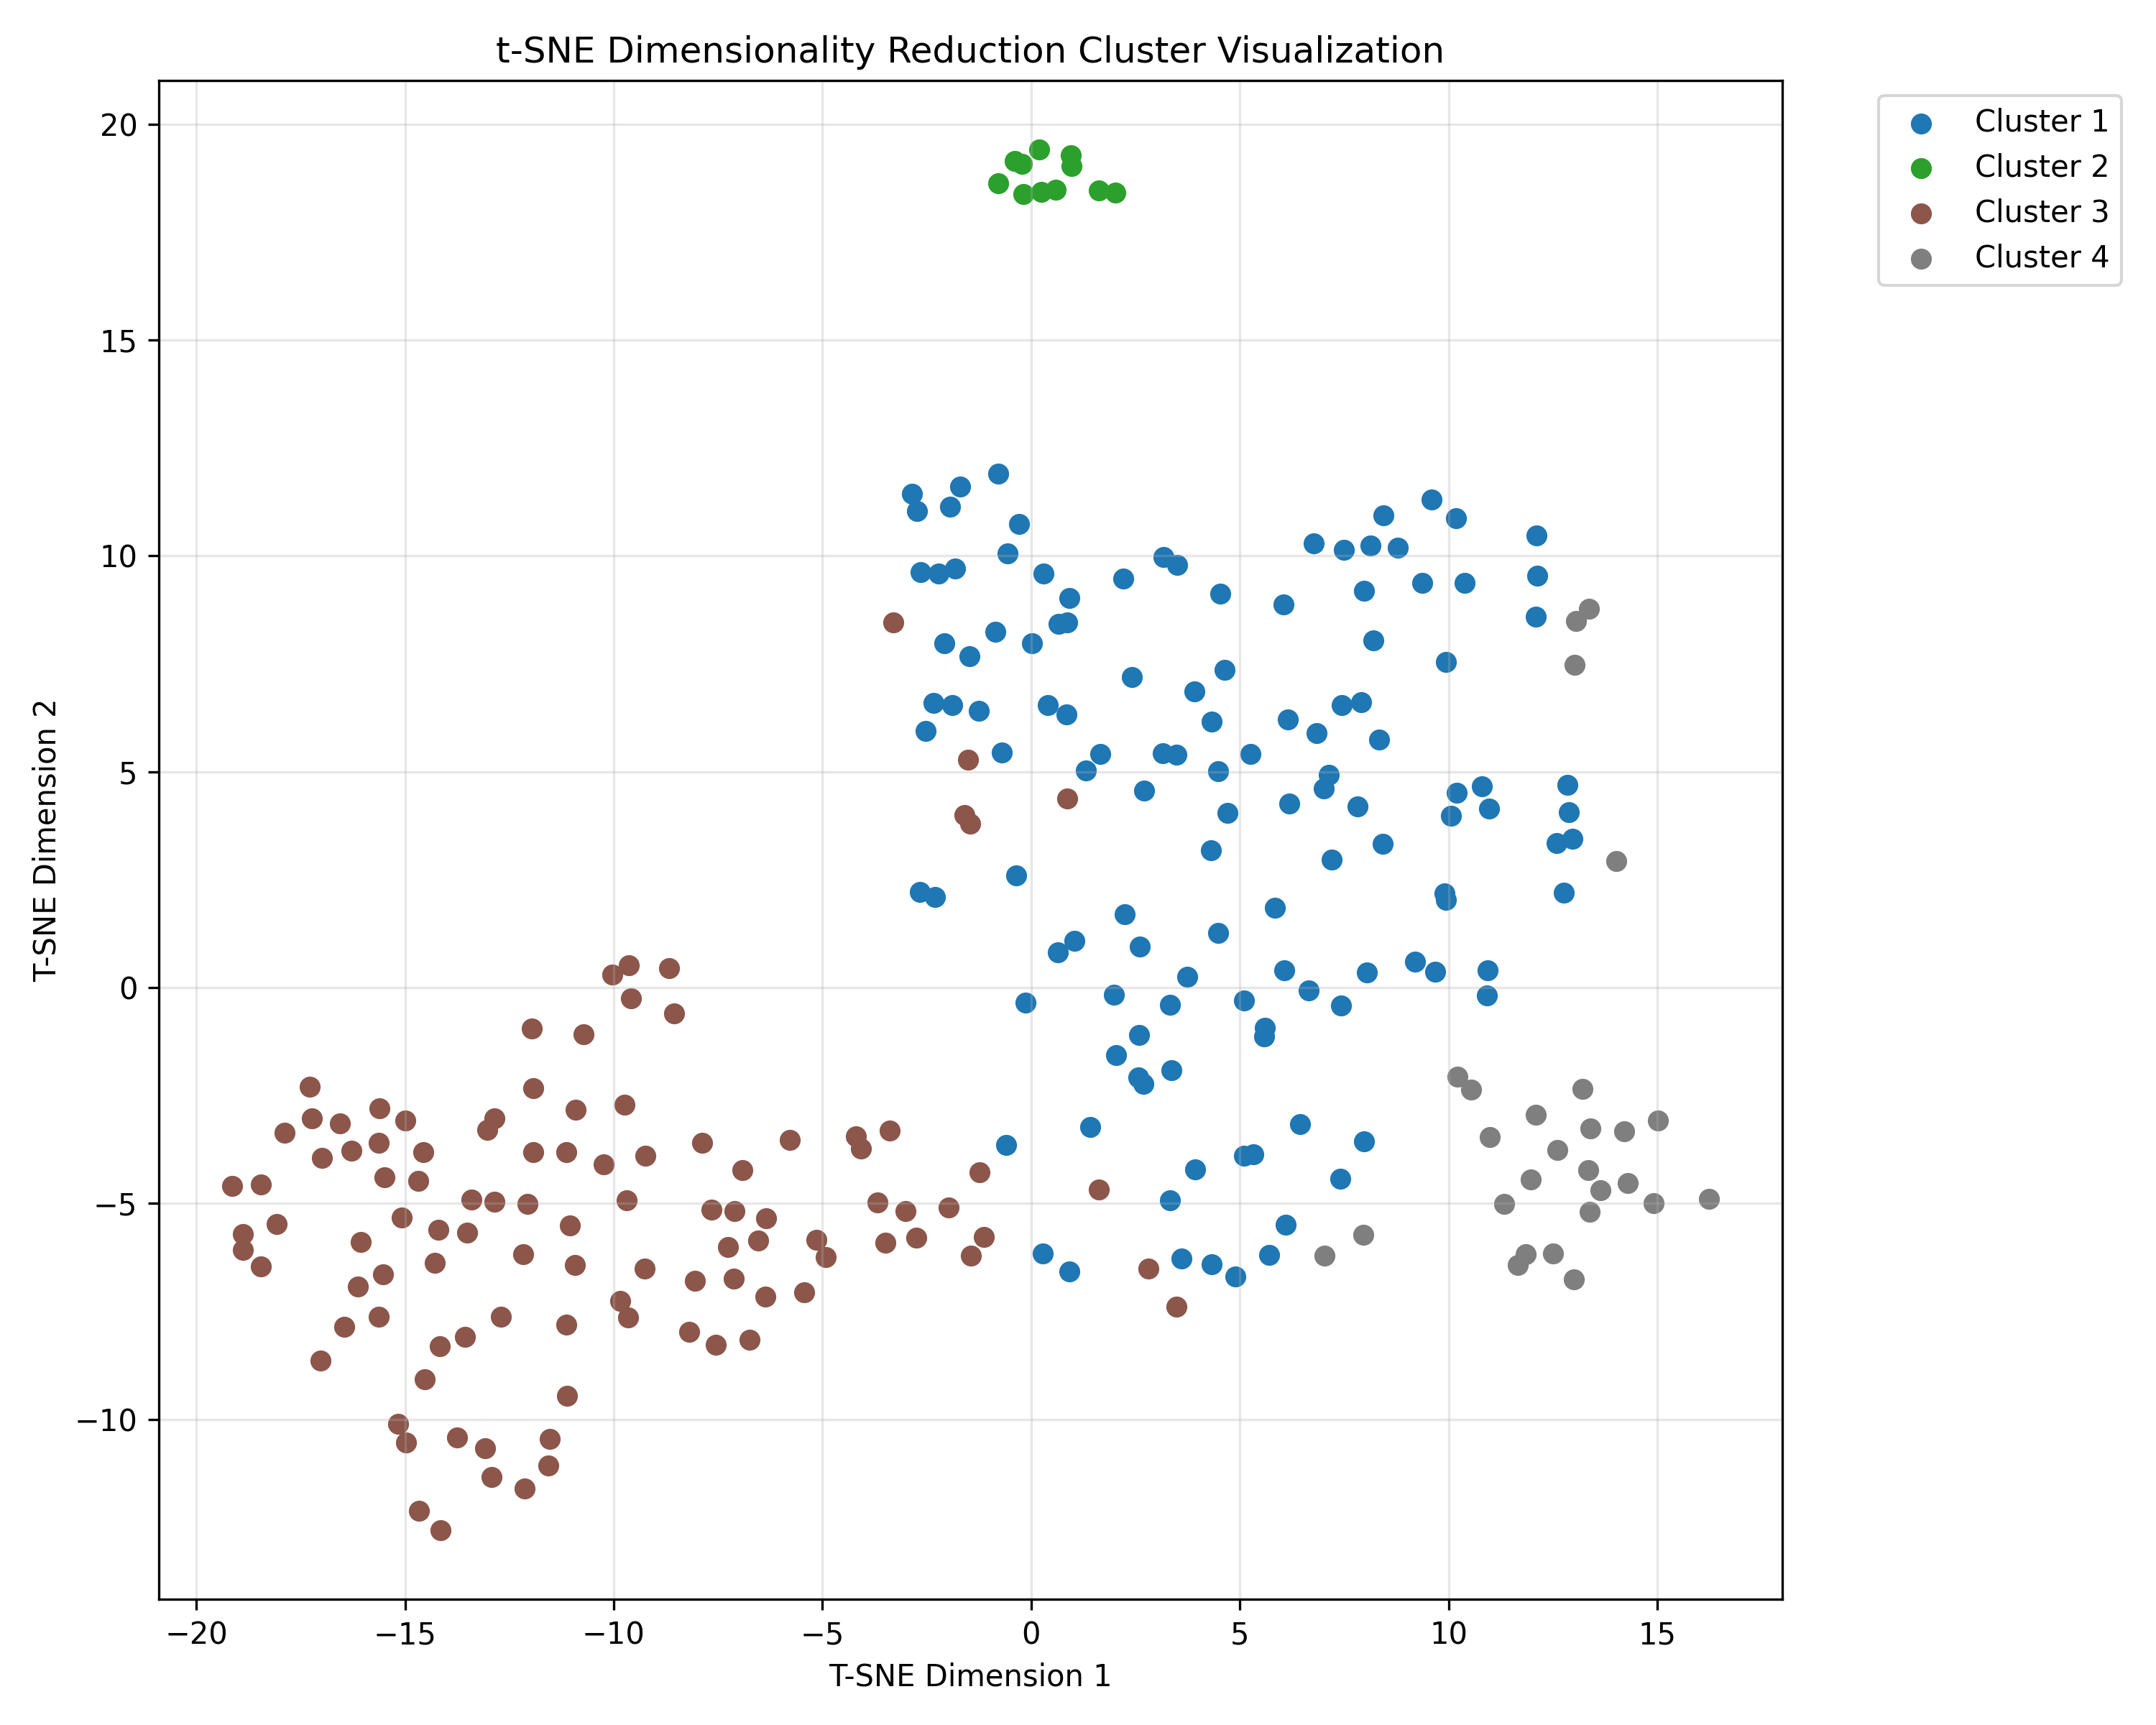 t-SNE Dimensionality Reduction Cluster Visualization
Cluster 1
Cluster 2
Cluster 3
Cluster 4
T-SNE Dimension 2
20
15
10
5
0
−5
−10
−20
−15
−10
−5
0
5
10
15
T-SNE Dimension 1